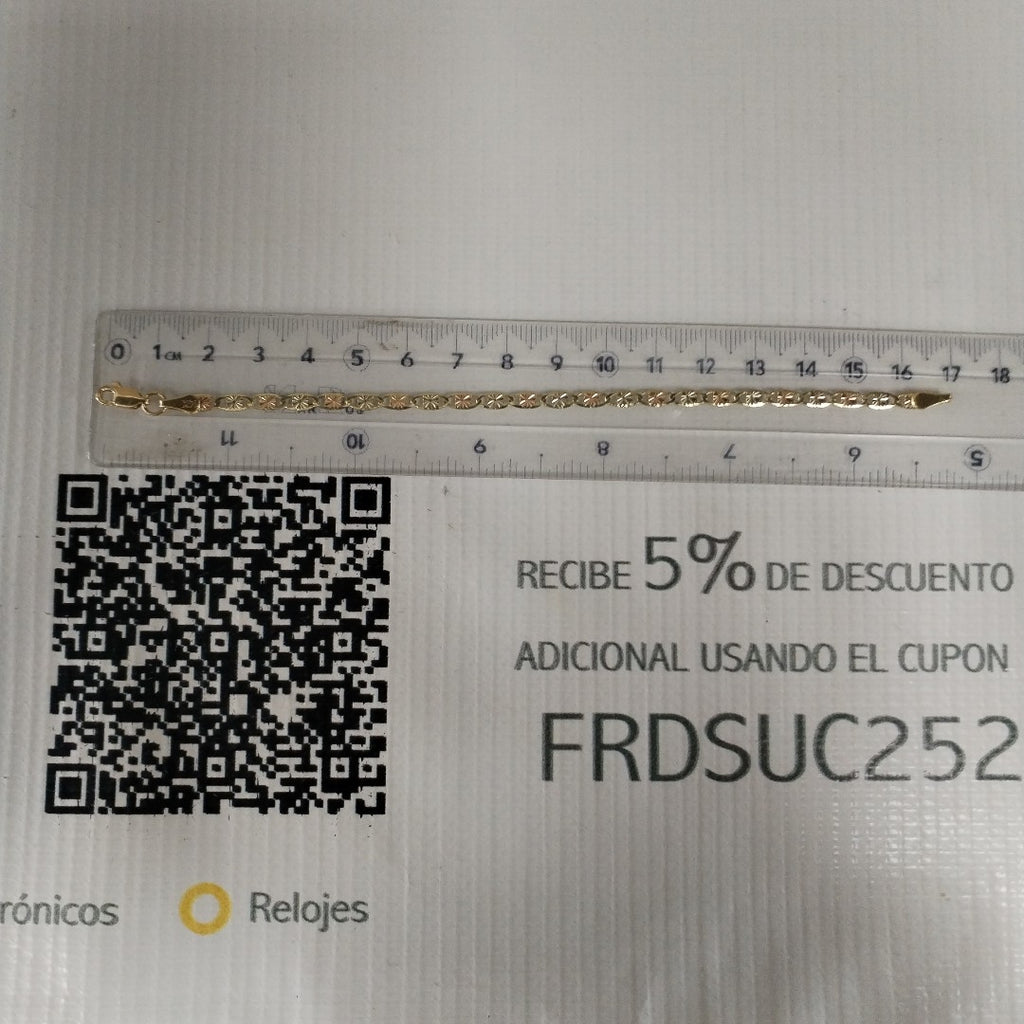 0 1CM 2 3 4 5 6 7 8 9 10 11 12 13 14 15 16 17 18
11 10 9 8 7 6 5
RECIBE 5% DE DESCUENTO
ADICIONAL USANDO EL CUPON
FRDSUC252
rónicos Relojes